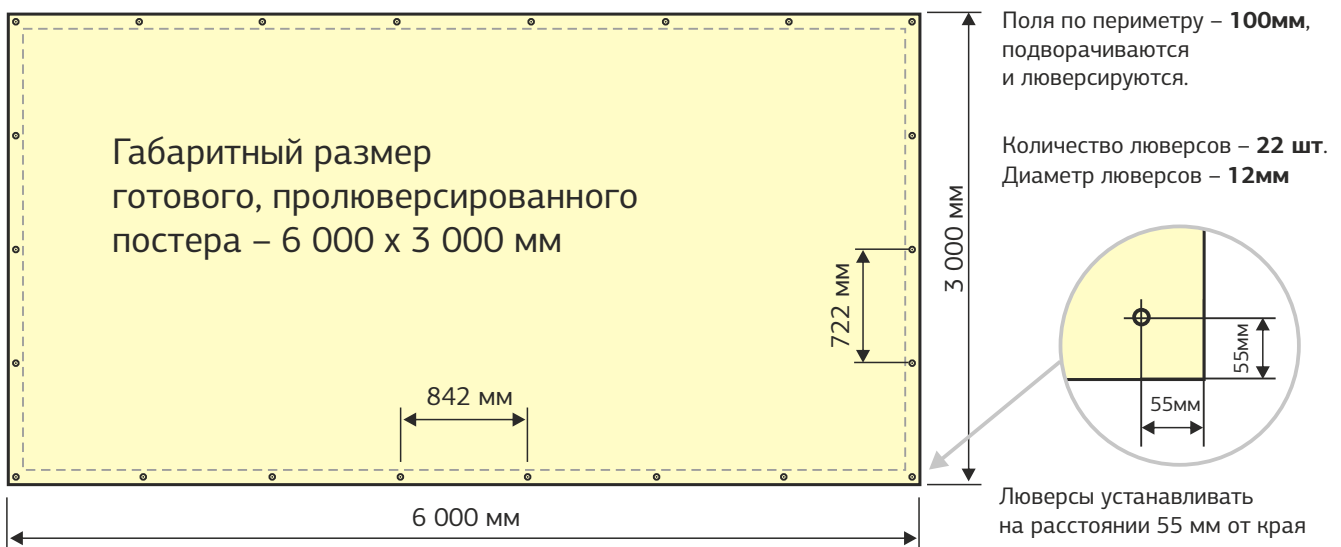 Поля по периметру – 100мм,
подворачиваются
и люверсируются.
Количество люверсов – 22 шт.
Диаметр люверсов – 12мм
Габаритный размер
готового, пролюверсированного
постера – 6 000 х 3 000 мм
722 мм
3 000 мм
842 мм
6 000 мм
55мм
55мм
Люверсы устанавливать
на расстоянии 55 мм от края